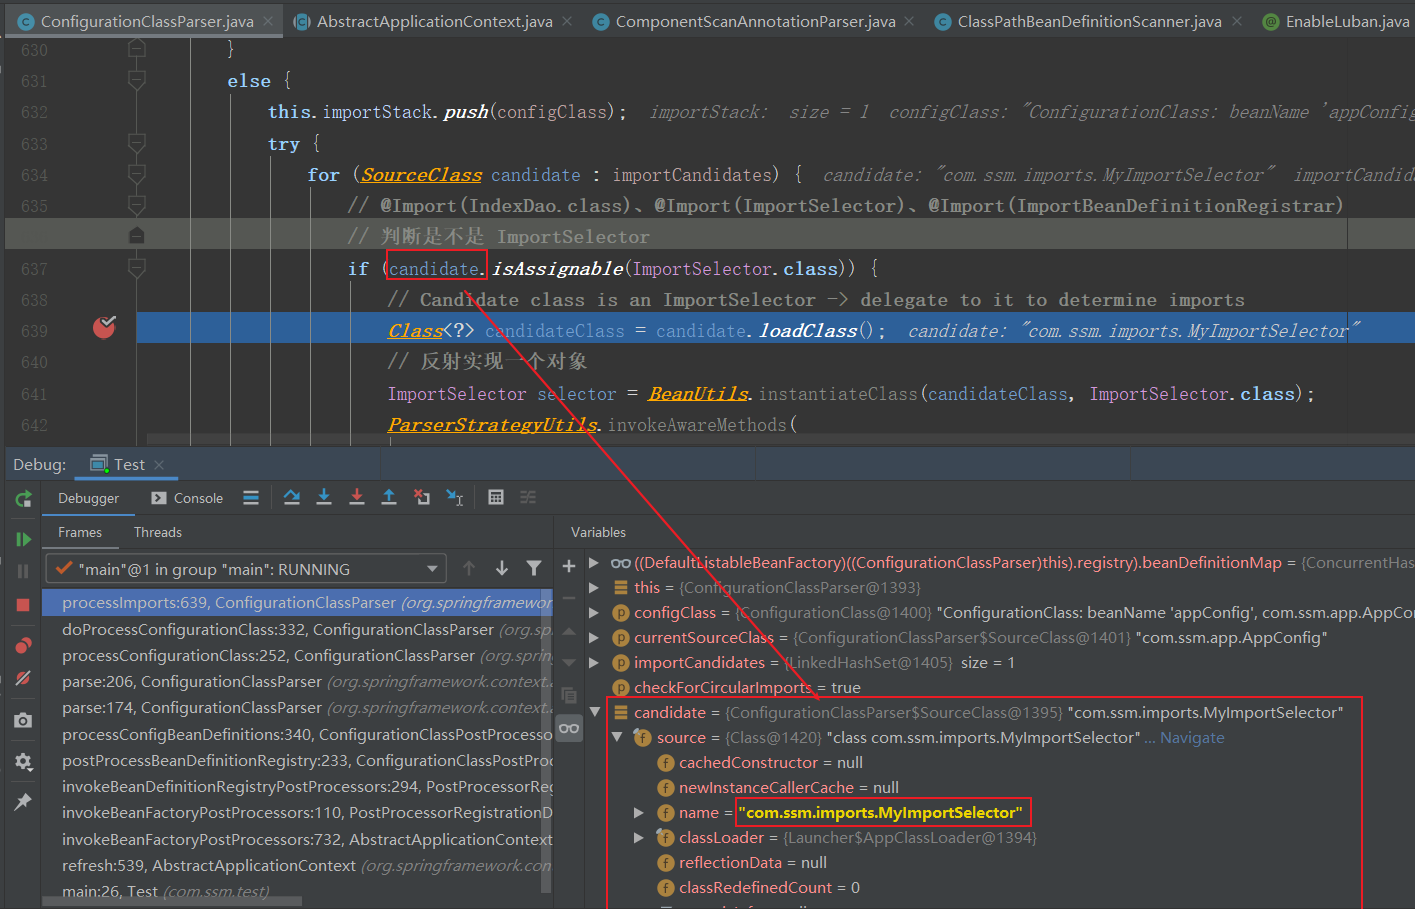 ConfigurationClassParser.java
AbstractApplicationContext.java
ComponentScanAnnotationParser.java
ClassPathBeanDefinitionScanner.java
EnableLuban.java
630 }
631 else {
632 this.importStack.push(configClass); importStack: size = 1 configClass: "ConfigurationClass: beanName 'appConfig
633 try {
634 for (SourceClass candidate : importCandidates) { candidate: "com.ssm.imports.MyImportSelector" importCandida
635 // @Import(IndexDao.class)、@Import(ImportSelector)、@Import(ImportBeanDefinitionRegistrar)
// 判断是不是 ImportSelector
637 if (candidate.isAssignable(ImportSelector.class)) {
638 // Candidate class is an ImportSelector -> delegate to it to determine imports
639 Class<?> candidateClass = candidate.loadClass(); candidate: "com.ssm.imports.MyImportSelector"
640 // 反射实现一个对象
641 ImportSelector selector = BeanUtils.instantiateClass(candidateClass, ImportSelector.class);
642 ParserStrategyUtils.invokeAwareMethods(
Debug: Test
Debugger Console
Frames Threads
"main"@1 in group "main": RUNNING
processImports:639, ConfigurationClassParser (org.springframewor
doProcessConfigurationClass:332, ConfigurationClassParser (org.sp
processConfigurationClass:252, ConfigurationClassParser (org.spring
parse:206, ConfigurationClassParser (org.springframework.context.
parse:174, ConfigurationClassParser (org.springframework.context.
processConfigBeanDefinitions:340, ConfigurationClassPostProcesso
postProcessBeanDefinitionRegistry:233, ConfigurationClassPostProc
invokeBeanDefinitionRegistryPostProcessors:294, PostProcessorReg
invokeBeanFactoryPostProcessors:110, PostProcessorRegistrationD
invokeBeanFactoryPostProcessors:732, AbstractApplicationContext
refresh:539, AbstractApplicationContext (org.springframework.con
main:26, Test (com.ssm.test)
Variables
((DefaultListableBeanFactory)((ConfigurationClassParser)this).registry).beanDefinitionMap = {ConcurrentHas
this = {ConfigurationClassParser@1393}
configClass = {ConfigurationClass@1400} "ConfigurationClass: beanName 'appConfig', com.ssm.app.AppCon
currentSourceClass = {ConfigurationClassParser$SourceClass@1401} "com.ssm.app.AppConfig"
importCandidates = {LinkedHashSet@1405} size = 1
checkForCircularImports = true
candidate = {ConfigurationClassParser$SourceClass@1395} "com.ssm.imports.MyImportSelector"
source = {Class@1420} "class com.ssm.imports.MyImportSelector" ... Navigate
cachedConstructor = null
newInstanceCallerCache = null
name = "com.ssm.imports.MyImportSelector"
classLoader = {Launcher$AppClassLoader@1394}
reflectionData = null
classRedefinedCount = 0